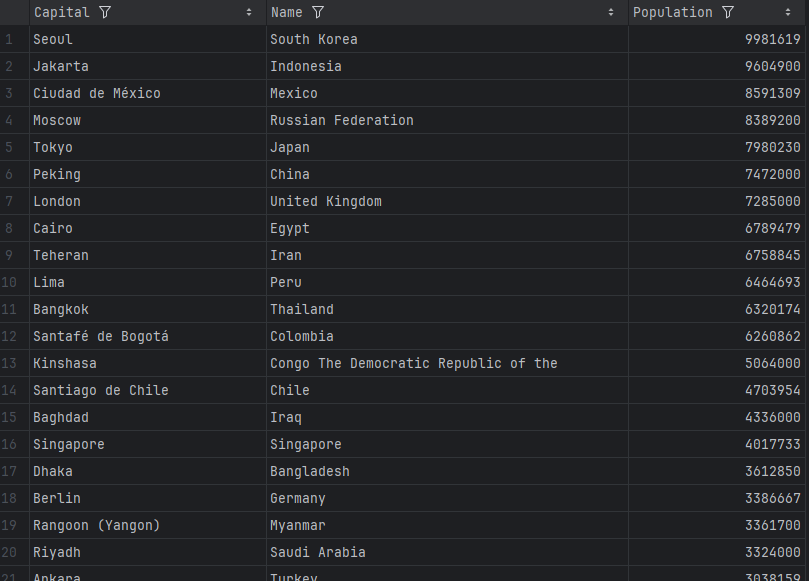 Capital Name Population
1 Seoul South Korea 9981619
2 Jakarta Indonesia 9604900
3 Ciudad de México Mexico 8591309
4 Moscow Russian Federation 8389200
5 Tokyo Japan 7980230
6 Peking China 7472000
7 London United Kingdom 7285000
8 Cairo Egypt 6789479
9 Teheran Iran 6758845
10 Lima Peru 6464693
11 Bangkok Thailand 6320174
12 Santafé de Bogotá Colombia 6260862
13 Kinshasa Congo The Democratic Republic of the 5064000
14 Santiago de Chile Chile 4703954
15 Baghdad Iraq 4336000
16 Singapore Singapore 4017733
17 Dhaka Bangladesh 3612850
18 Berlin Germany 3386667
19 Rangoon (Yangon) Myanmar 3361700
20 Riyadh Saudi Arabia 3324000
21 Ankara Turkey 3038159